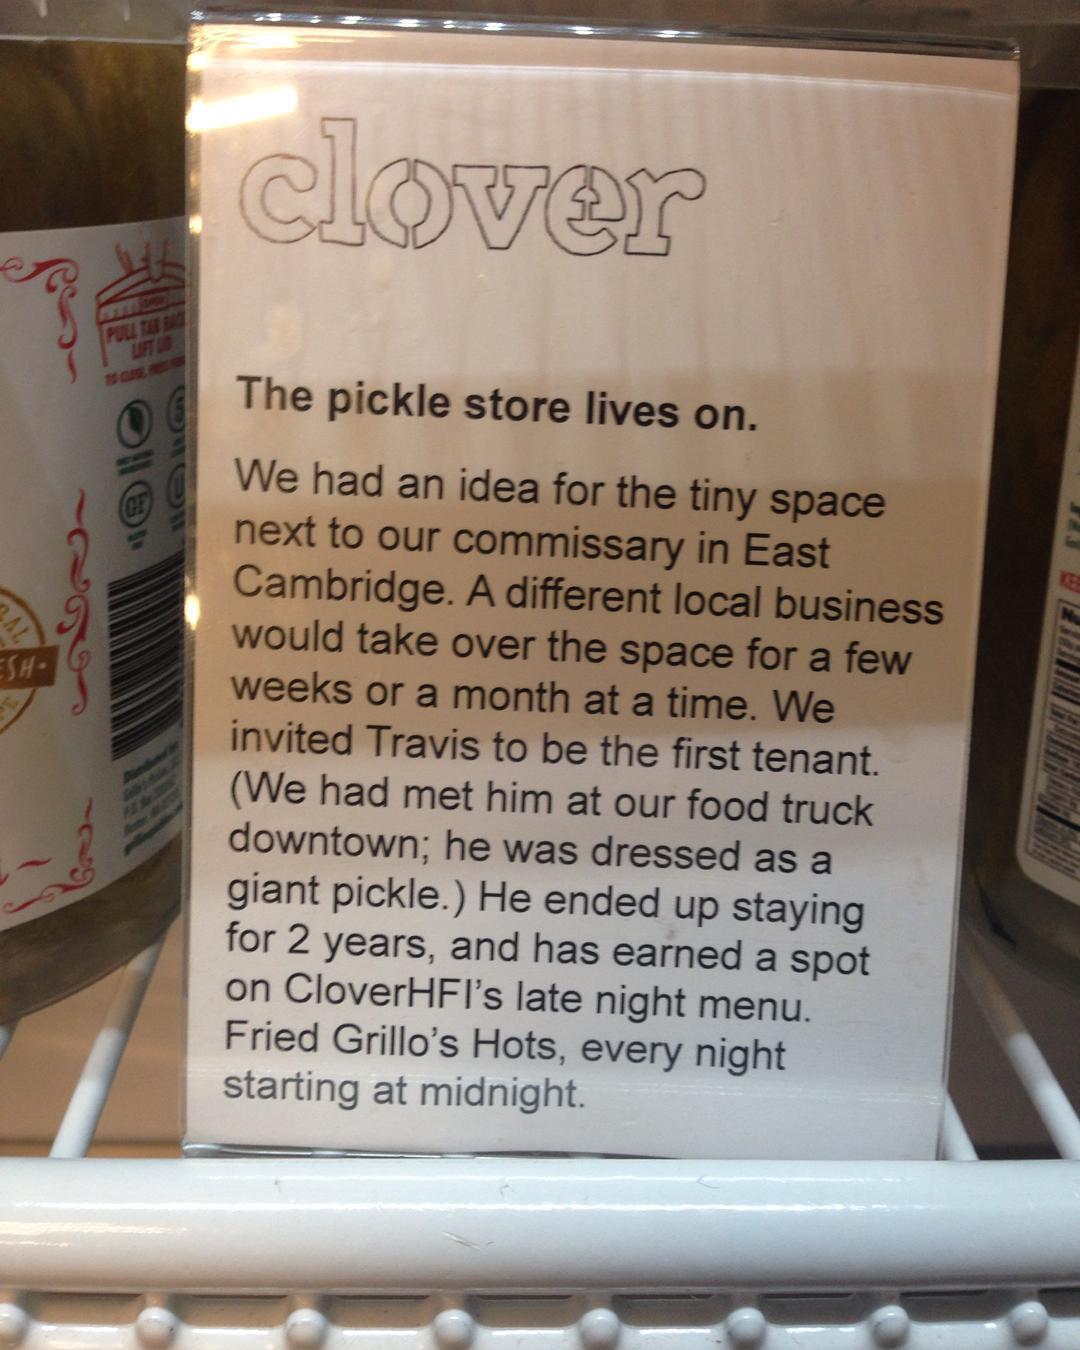 clover
The pickle store lives on.
We had an idea for the tiny space
next to our commissary in East
Cambridge. A different local business
would take over the space for a few
weeks or a month at a time. We
invited Travis to be the first tenant.
(We had met him at our food truck
downtown; he was dressed as a
giant pickle.) He ended up staying
for 2 years, and has earned a spot
on CloverHFI's late night menu.
Fried Grillo's Hots, every night
starting at midnight.
PULL TAB
LIFT LID
TO CLOSE,
GF